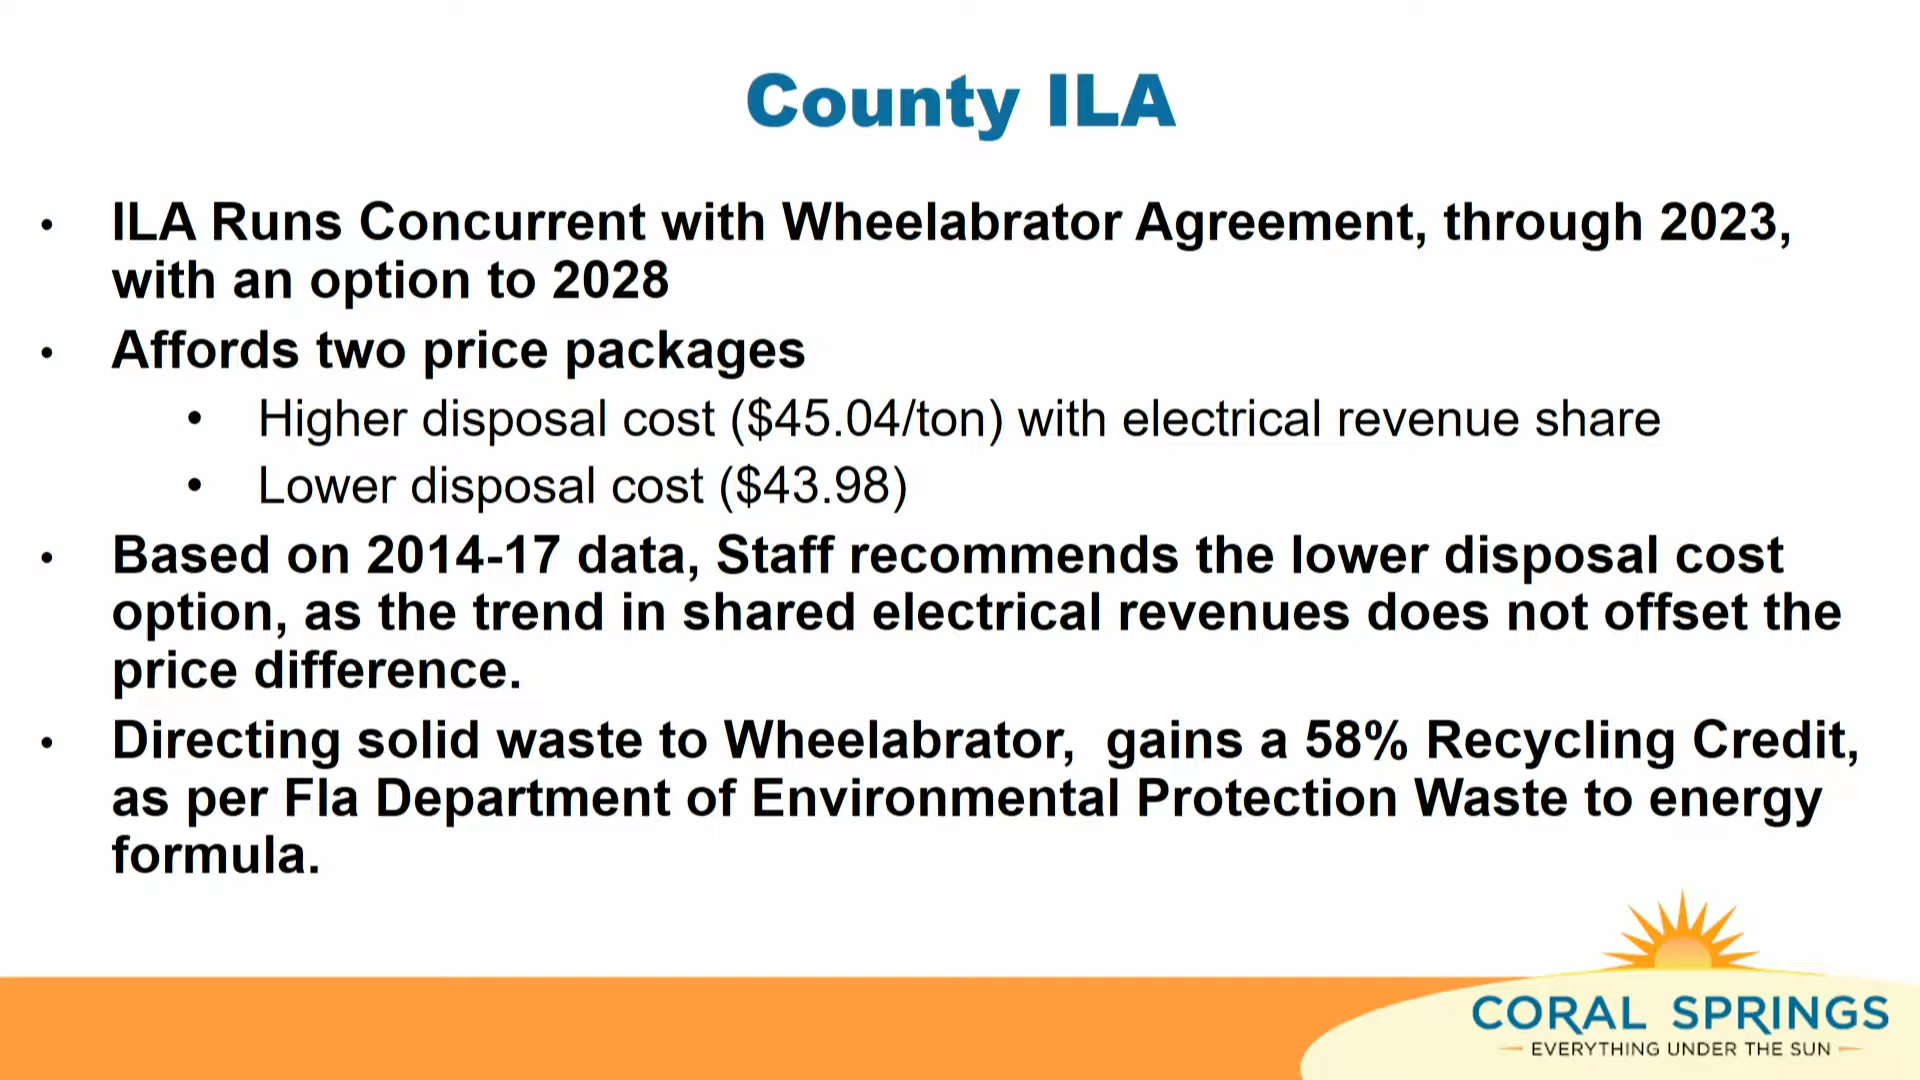 County ILA
• ILA Runs Concurrent with Wheelabrator Agreement, through 2023,
with an option to 2028
• Affords two price packages
• Higher disposal cost ($45.04/ton) with electrical revenue share
• Lower disposal cost ($43.98)
• Based on 2014-17 data, Staff recommends the lower disposal cost
option, as the trend in shared electrical revenues does not offset the
price difference.
• Directing solid waste to Wheelabrator,  gains a 58% Recycling Credit,
as per Fla Department of Environmental Protection Waste to energy
formula.
CORAL SPRINGS
EVERYTHING UNDER THE SUN